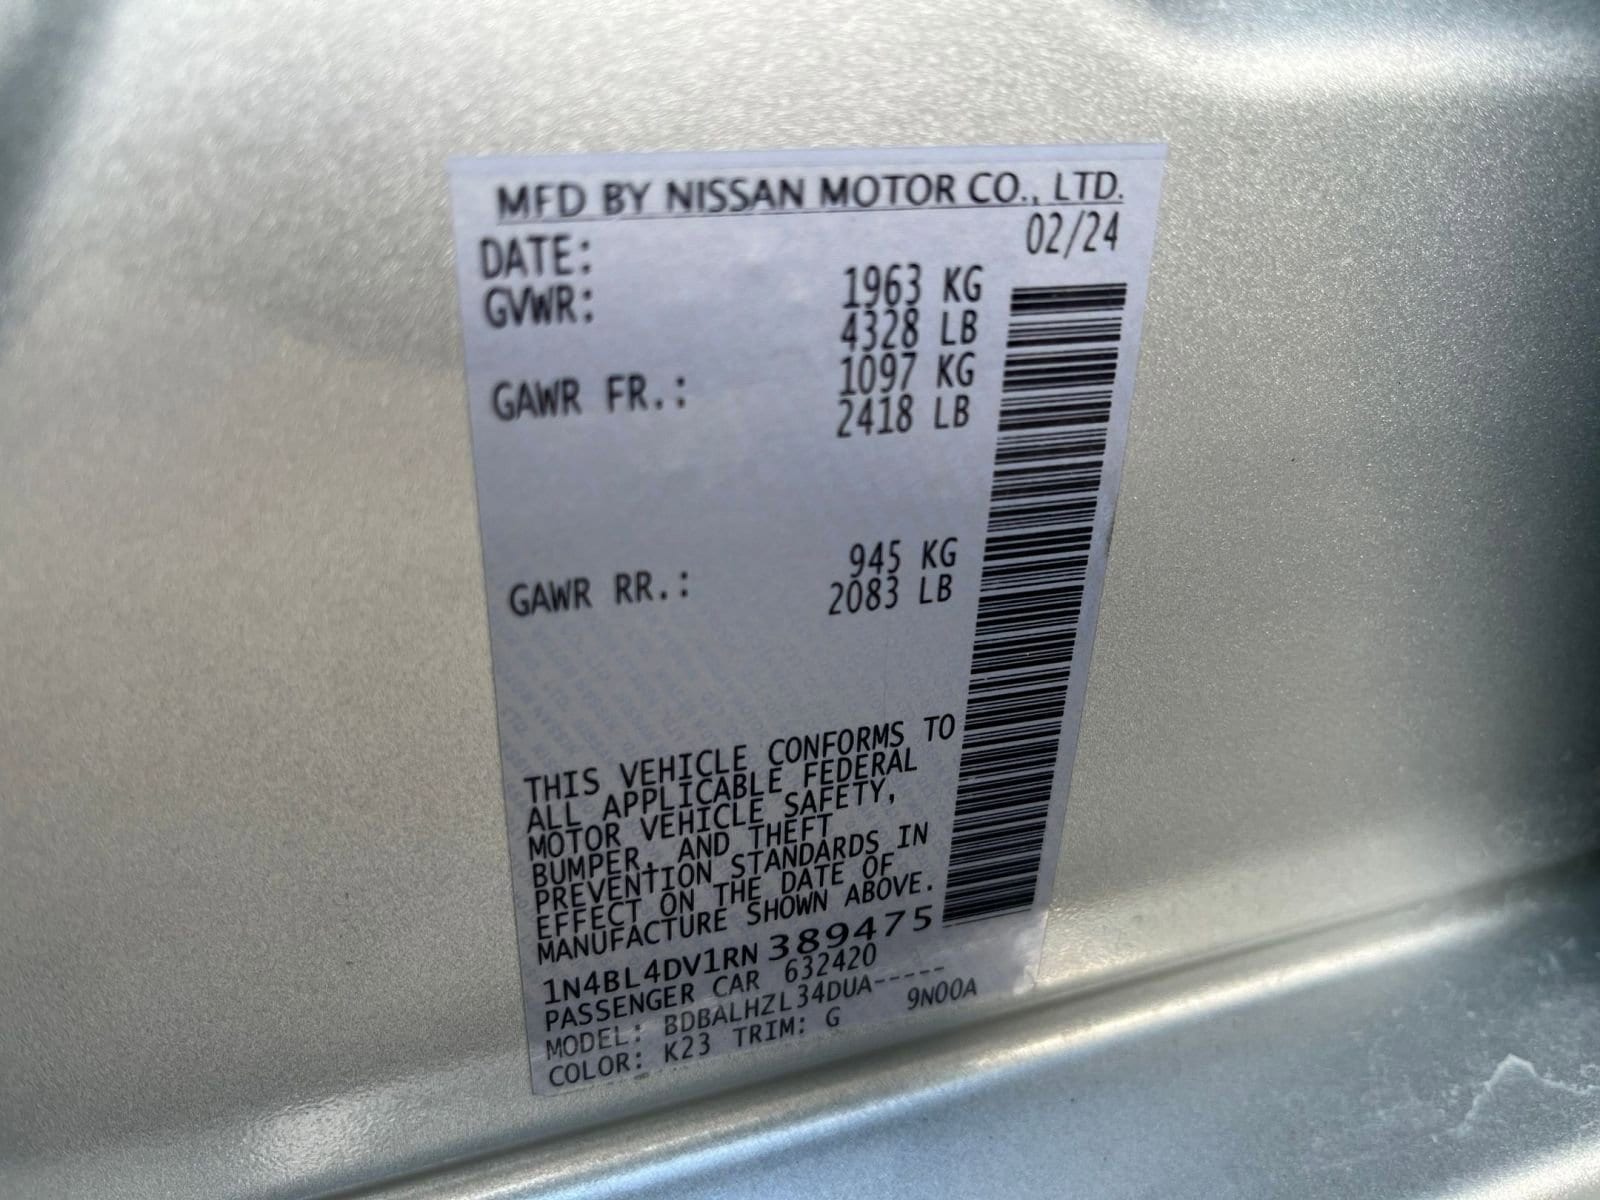 MFD BY NISSAN MOTOR CO., LTD.
DATE: 02/24
GVWR: 1963 KG
4328 LB
GAWR FR.: 1097 KG
2418 LB
GAWR RR.: 945 KG
2083 LB
THIS VEHICLE CONFORMS TO
ALL APPLICABLE FEDERAL
MOTOR VEHICLE SAFETY,
BUMPER, AND THEFT
PREVENTION STANDARDS IN
EFFECT ON THE DATE OF
MANUFACTURE SHOWN ABOVE.
1N4BL4DV1RN 389475
PASSENGER CAR 632420
MODEL: BDBALHZL34DUA-----
COLOR: K23 TRIM: G 9N00A